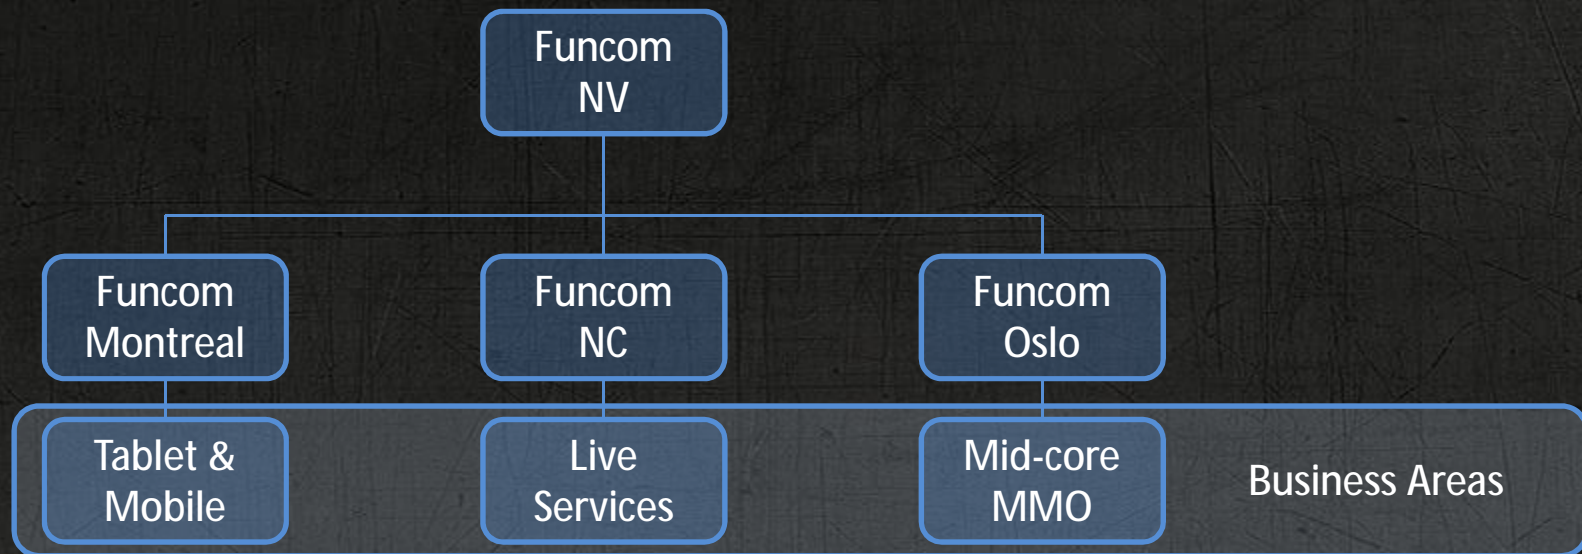 Funcom
NV
Funcom
Montreal
Funcom
NC
Funcom
Oslo
Tablet &
Mobile
Live
Services
Mid-core
MMO
Business Areas